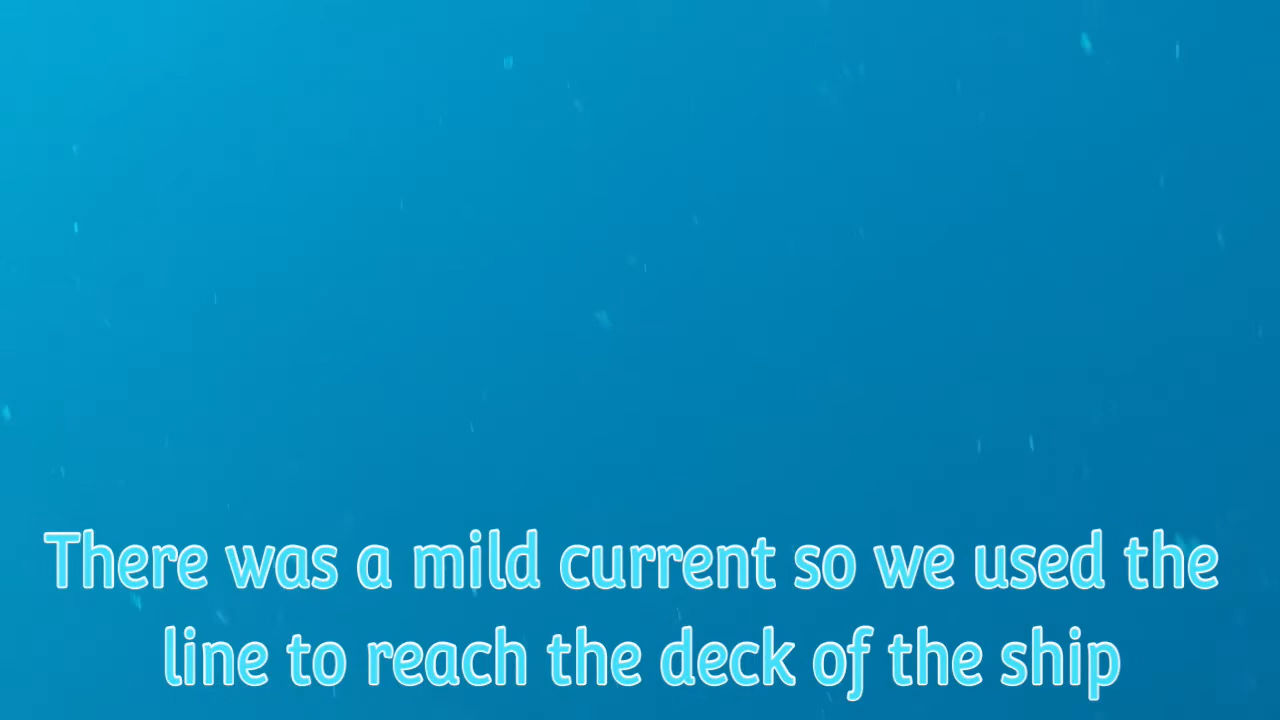 There was a mild current so we used the
line to reach the deck of the ship